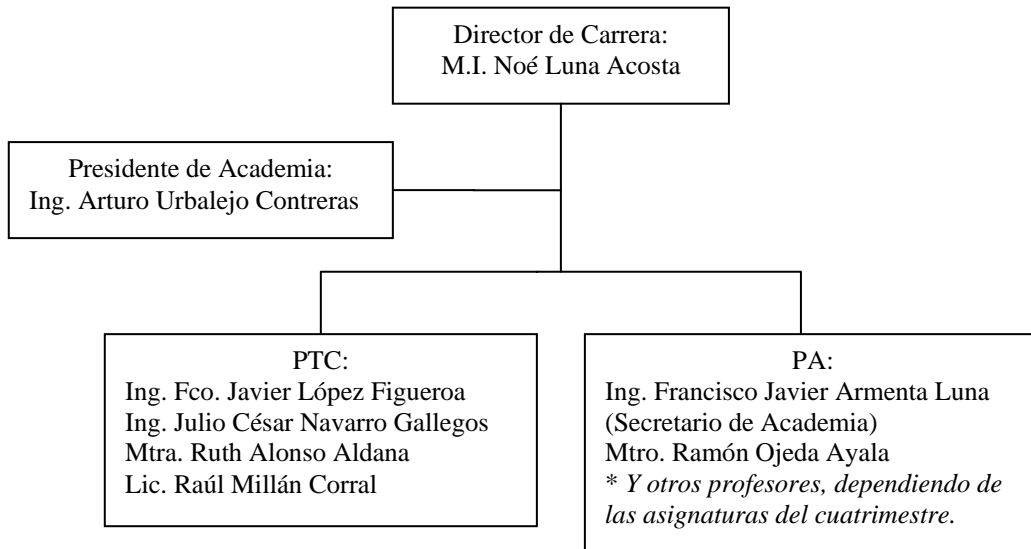 Director de Carrera:
M.I. Noé Luna Acosta
Presidente de Academia:
Ing. Arturo Urbalejo Contreras
PTC:
Ing. Fco. Javier López Figueroa
Ing. Julio César Navarro Gallegos
Mtra. Ruth Alonso Aldana
Lic. Raúl Millán Corral
PA:
Ing. Francisco Javier Armenta Luna
(Secretario de Academia)
Mtro. Ramón Ojeda Ayala
* Y otros profesores, dependiendo de
las asignaturas del cuatrimestre.